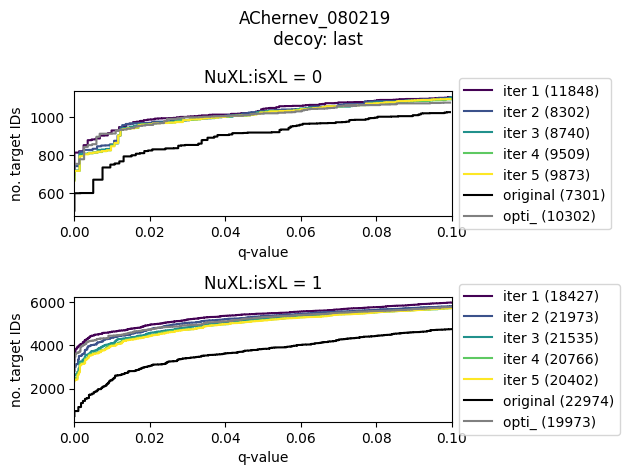 AChernev_080219
decoy: last
NuXL:isXL = 0
no. target IDs
1000
800
600
0.00 0.02 0.04 0.06 0.08 0.10
q-value
iter 1 (11848)
iter 2 (8302)
iter 3 (8740)
iter 4 (9509)
iter 5 (9873)
original (7301)
opti_ (10302)
NuXL:isXL = 1
no. target IDs
6000
4000
2000
0.00 0.02 0.04 0.06 0.08 0.10
q-value
iter 1 (18427)
iter 2 (21973)
iter 3 (21535)
iter 4 (20766)
iter 5 (20402)
original (22974)
opti_ (19973)